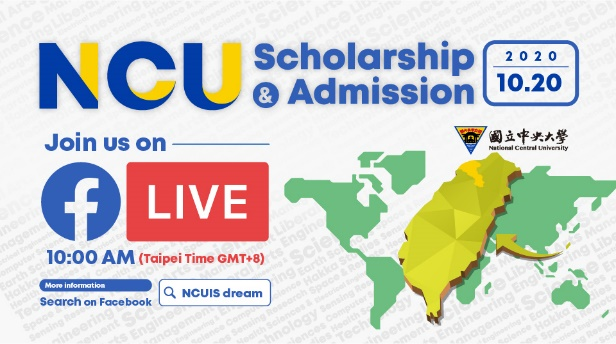 NCU
Scholarship
& Admission
2020
10.20
Join us on
f
LIVE
國立中央大學
National Central University
10:00 AM (Taipei Time GMT+8)
More information
Search on Facebook
NCUIS dream